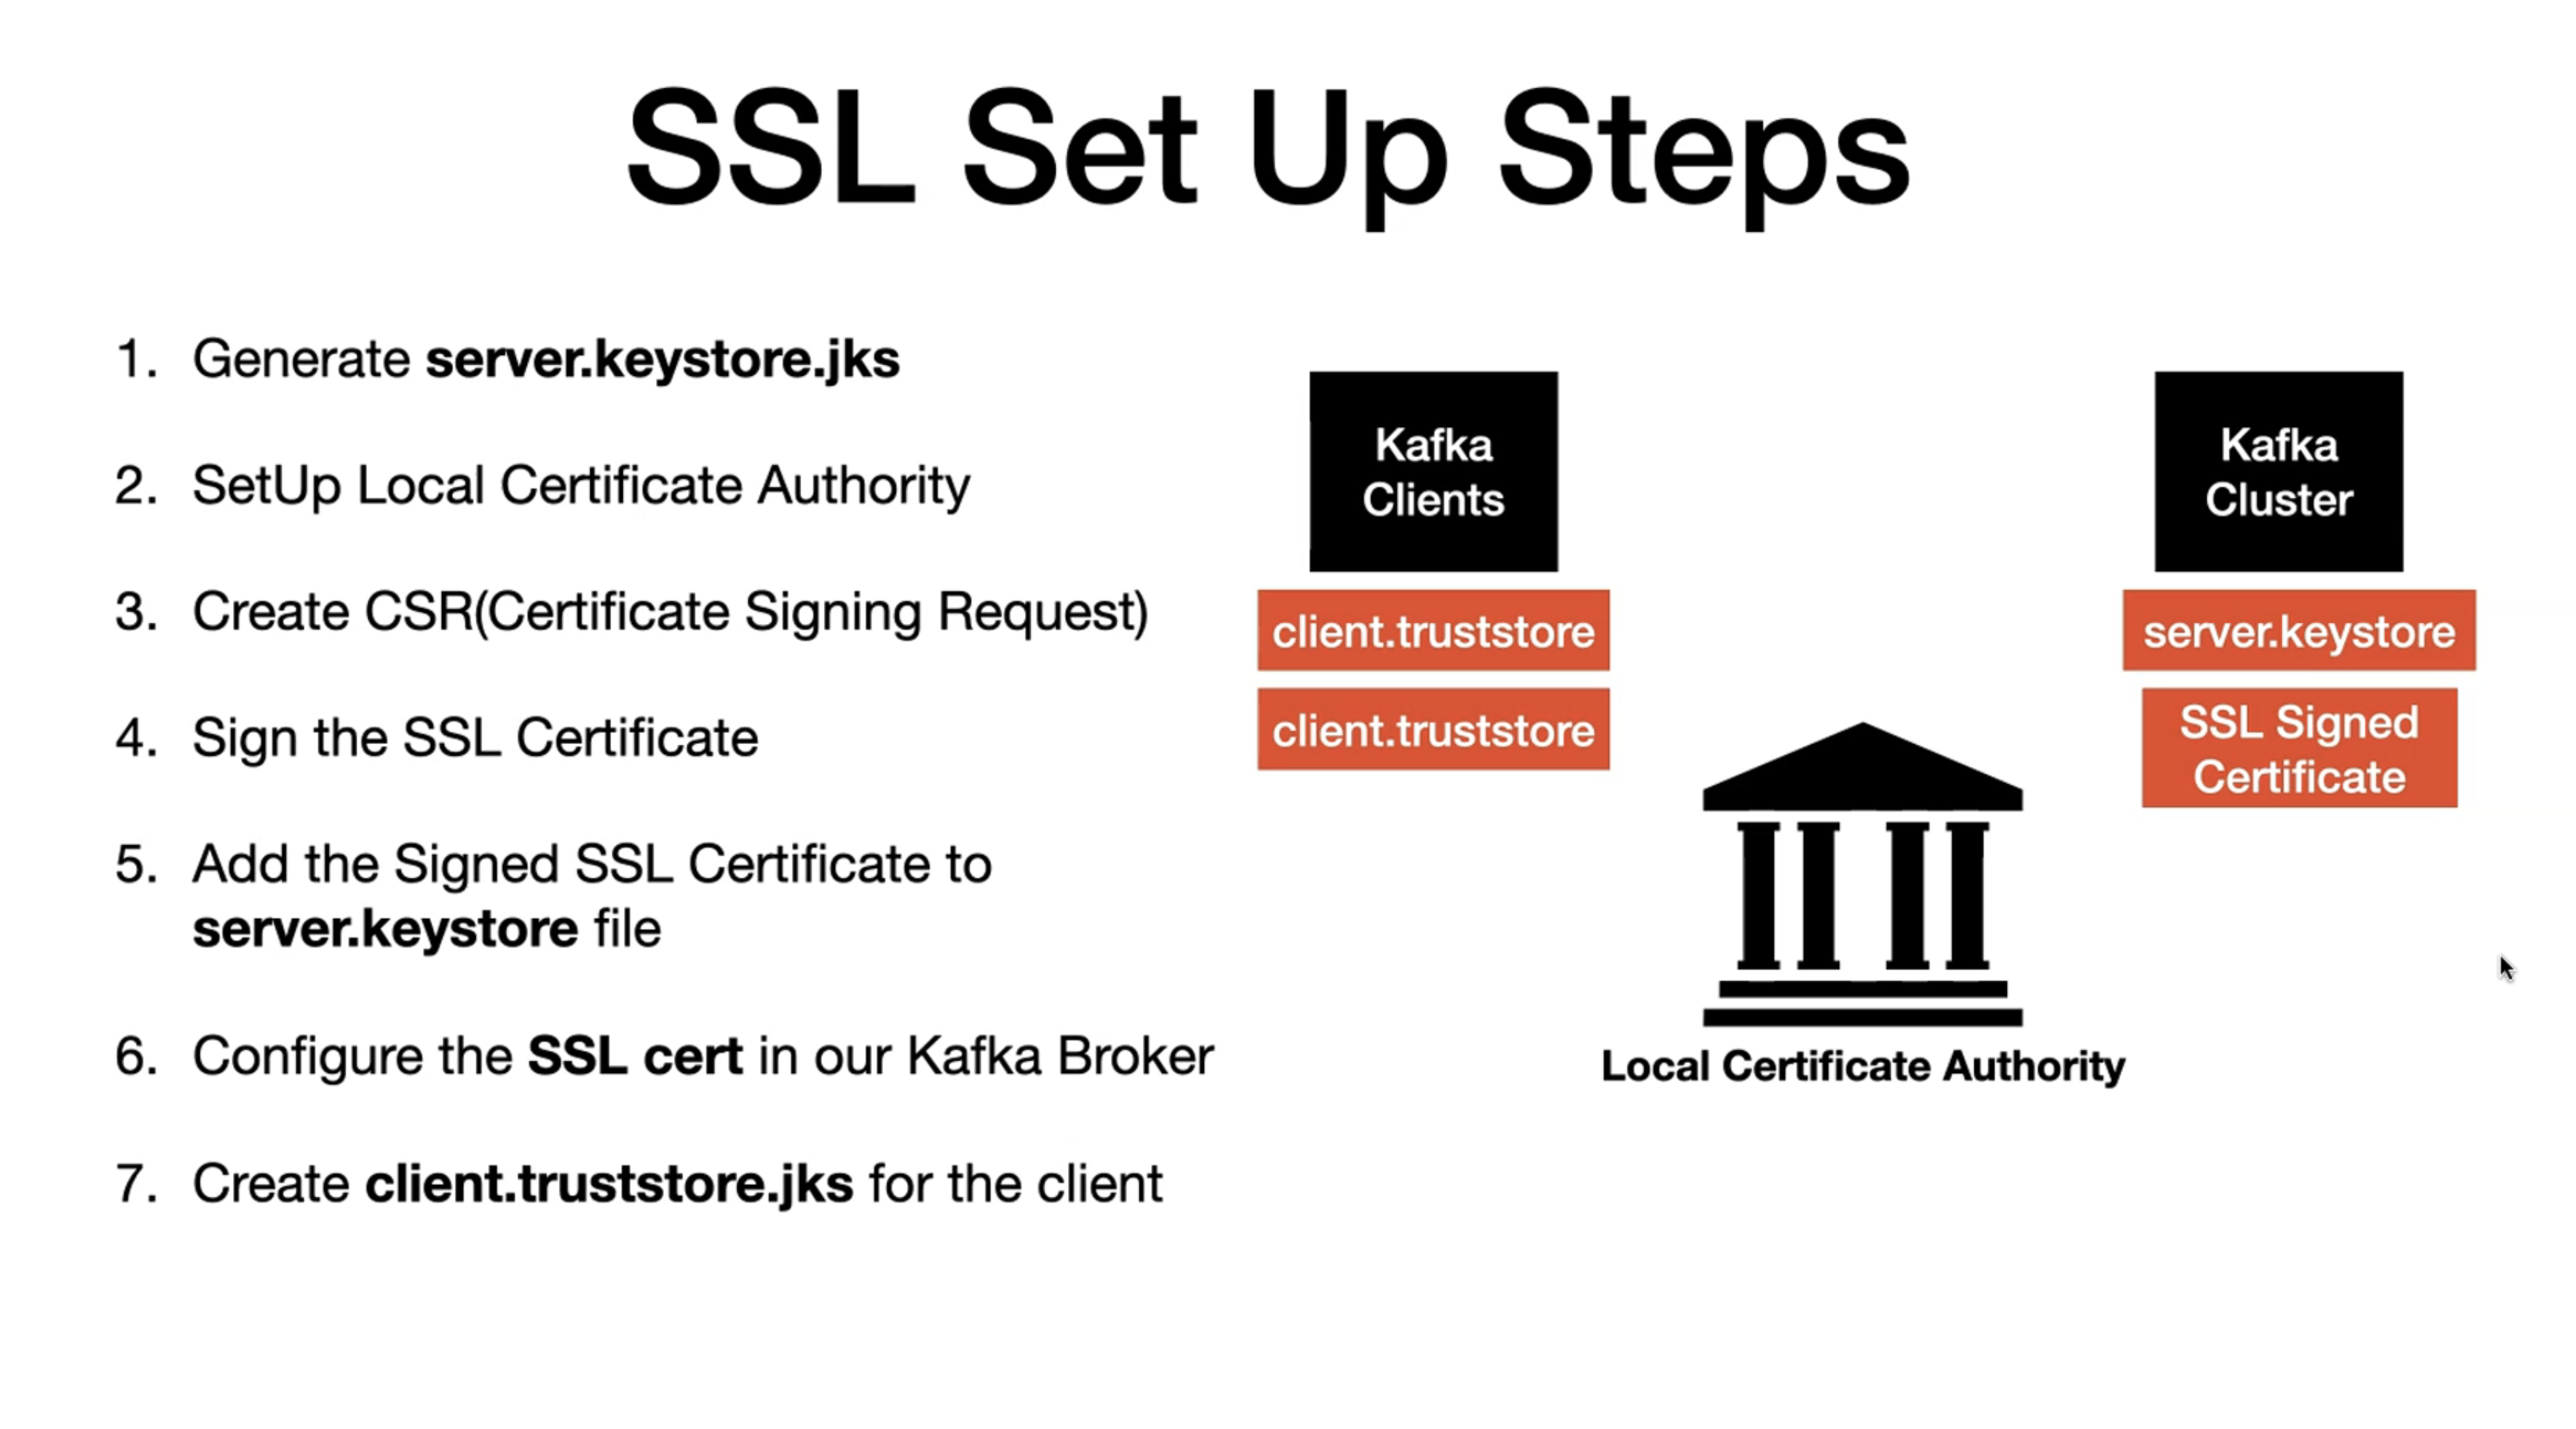 SSL Set Up Steps
1. Generate server.keystore.jks
2. SetUp Local Certificate Authority
3. Create CSR(Certificate Signing Request)
4. Sign the SSL Certificate
5. Add the Signed SSL Certificate to
server.keystore file
6. Configure the SSL cert in our Kafka Broker
7. Create client.truststore.jks for the client
Kafka
Clients
client.truststore
client.truststore
Kafka
Cluster
server.keystore
SSL Signed
Certificate
Local Certificate Authority